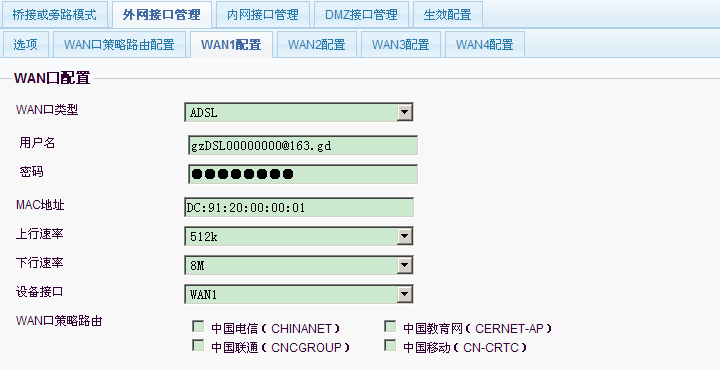 桥接或旁路模式 外网接口管理 内网接口管理 DMZ接口管理 生效配置
选项 WAN口策略路由配置 WAN1配置 WAN2配置 WAN3配置 WAN4配置
WAN口配置
WAN口类型 ADSL
用户名 gzDSL00000000@163.gd
密码 ●●●●●●●●
MAC地址 DC:91:20:00:00:01
上行速率 512k
下行速率 8M
设备接口 WAN1
WAN口策略路由 中国电信（CHINANET） 中国教育网（CERNET-AP）
中国联通（CNCGROUP） 中国移动（CN-CRTC）